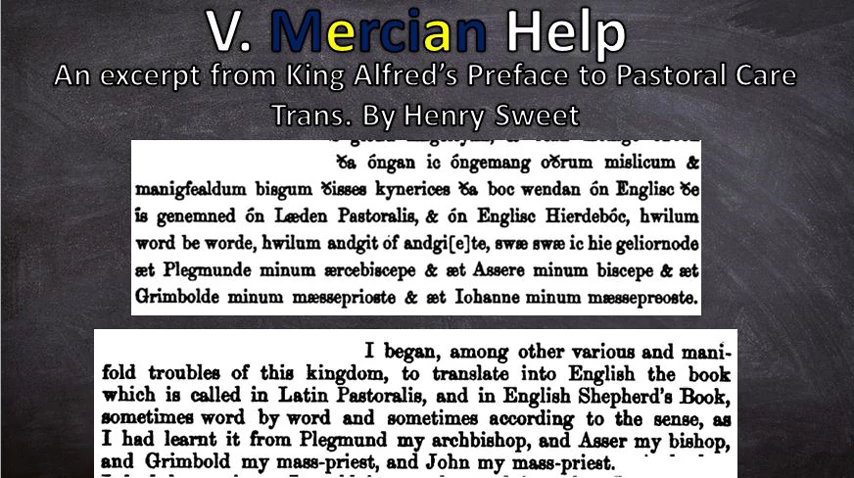 V. Mercian Help
An excerpt from King Alfred's Preface to Pastoral Care
Trans. By Henry Sweet
ða óngan ic óngemang oðrum mislicum &
manigfealdum bisgum ðisses kynerices ða boc wendan ón Englisc ðe
is genemned ón Læden Pastoralis, & ón Englisc Hierdebóc, hwilum
word be worde, hwilum andgit of andgi[e]te, swæ swæ ic hie geliornode
æt Plegmunde minum ærcebiscepe & æt Assere minum biscepe & æt
Grimbolde minum mæsseprioste & æt Iohanne minum mæssepreoste.
I began, among other various and mani-
fold troubles of this kingdom, to translate into English the book
which is called in Latin Pastoralis, and in English Shepherd's Book,
sometimes word by word and sometimes according to the sense, as
I had learnt it from Plegmund my archbishop, and Asser my bishop,
and Grimbold my mass-priest, and John my mass-priest.